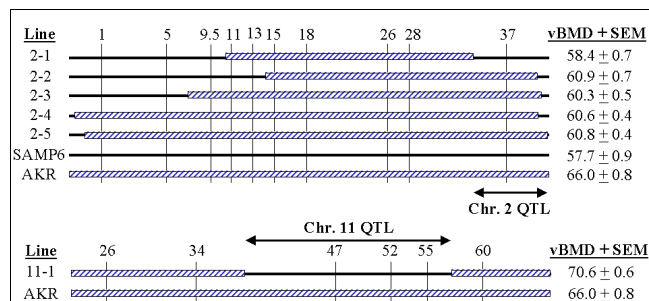 Line 1 5 9.5 11 13 15 18 26 28 37 vBMD + SEM
2-1 58.4 ± 0.7
2-2 60.9 ± 0.7
2-3 60.3 ± 0.5
2-4 60.6 ± 0.4
2-5 60.8 ± 0.4
SAMP6 57.7 ± 0.9
AKR 66.0 ± 0.8
Chr. 2 QTL
Chr. 11 QTL
Line 26 34 47 52 55 60 vBMD + SEM
11-1 70.6 ± 0.6
AKR 66.0 ± 0.8